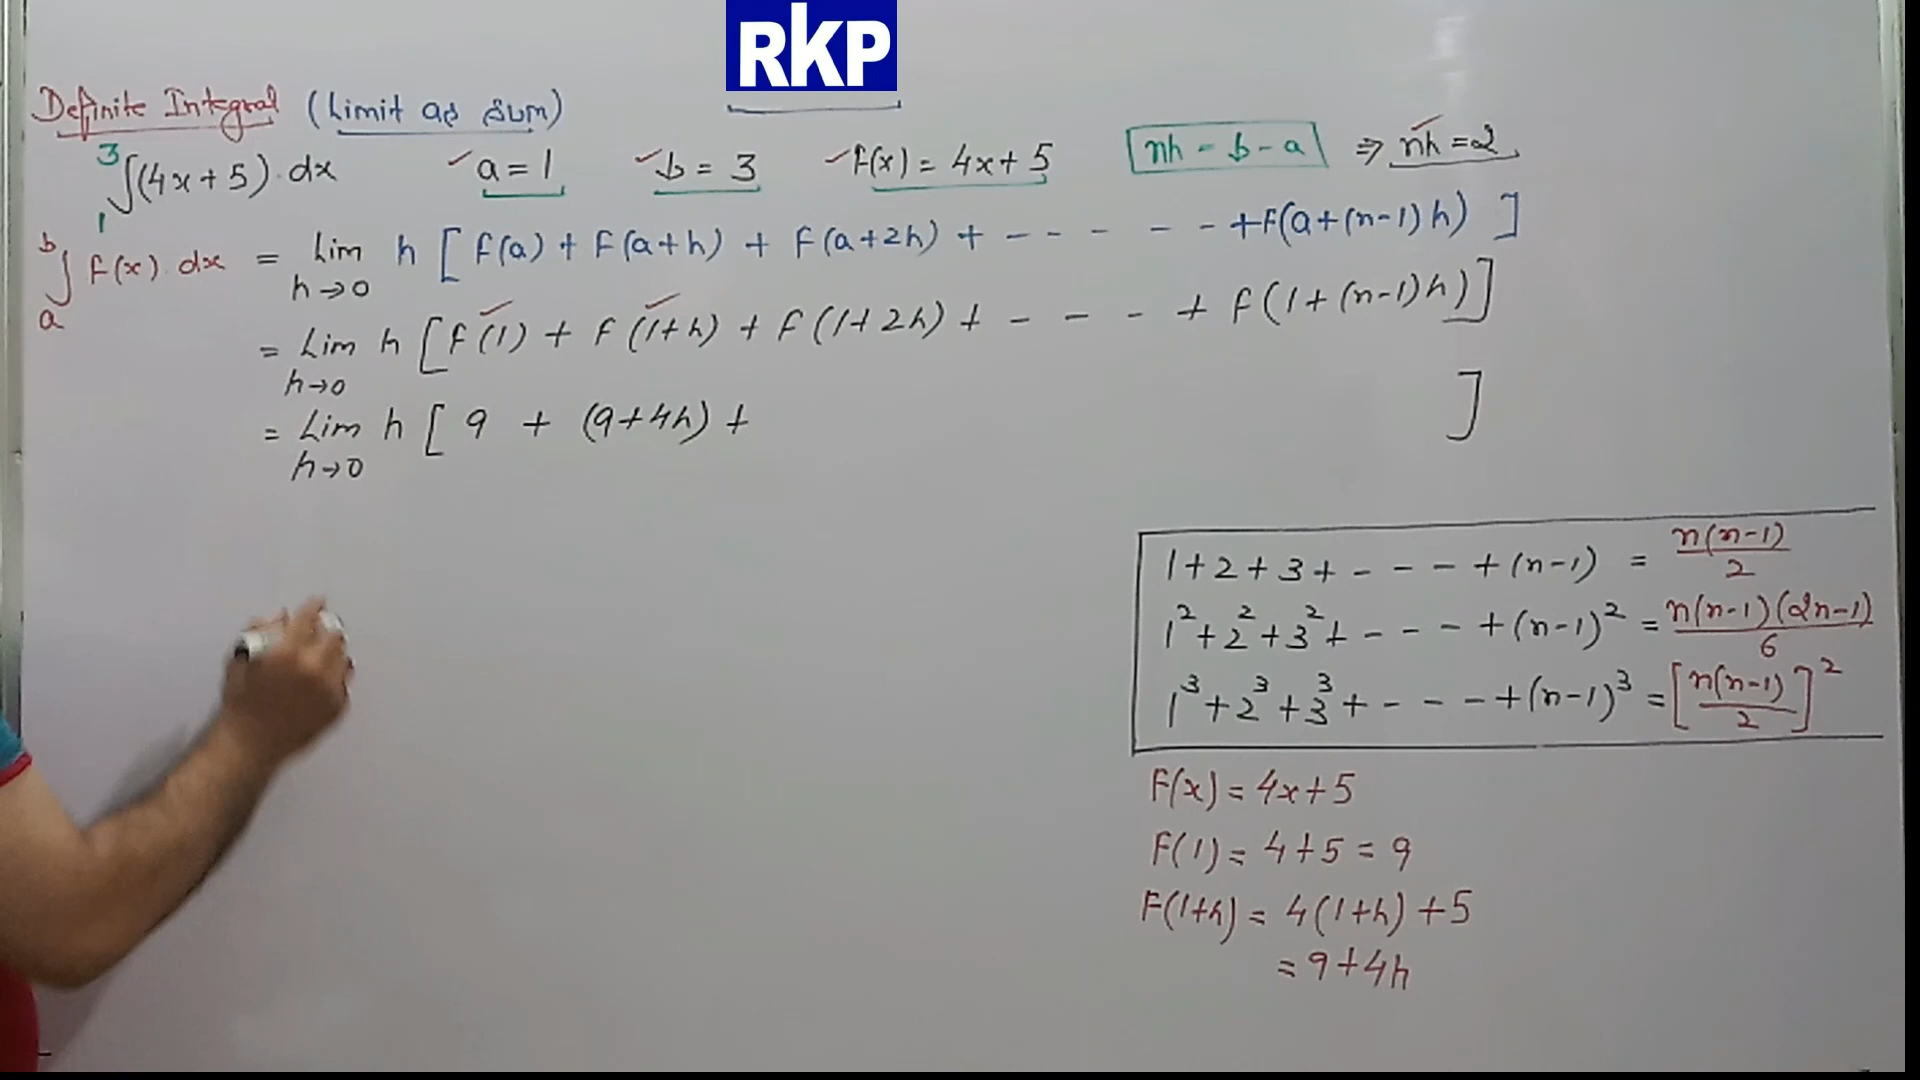 RKP
Definite Integral (Limit as Sum)
3∫1 (4x+5).dx ✓a=1 ✓b=3 ✓f(x)=4x+5 nh=b-a ⇒ nh=2
b∫a f(x).dx = Lim h→0 h[f(a)+f(a+h)+f(a+2h)+------+f(a+(n-1)h)]
= Lim h→0 h[f(1)+f(1+h)+f(1+2h)+----+f(1+(n-1)h)]
= Lim h→0 h[9+(9+4h)+ ]
1+2+3+----+(n-1) = n(n-1)/2
1²+2²+3²+----+(n-1)² = n(n-1)(2n-1)/6
1³+2³+3³+----+(n-1)³ = [n(n-1)/2]²
F(x)=4x+5
F(1)=4+5=9
F(1+h)=4(1+h)+5
=9+4h